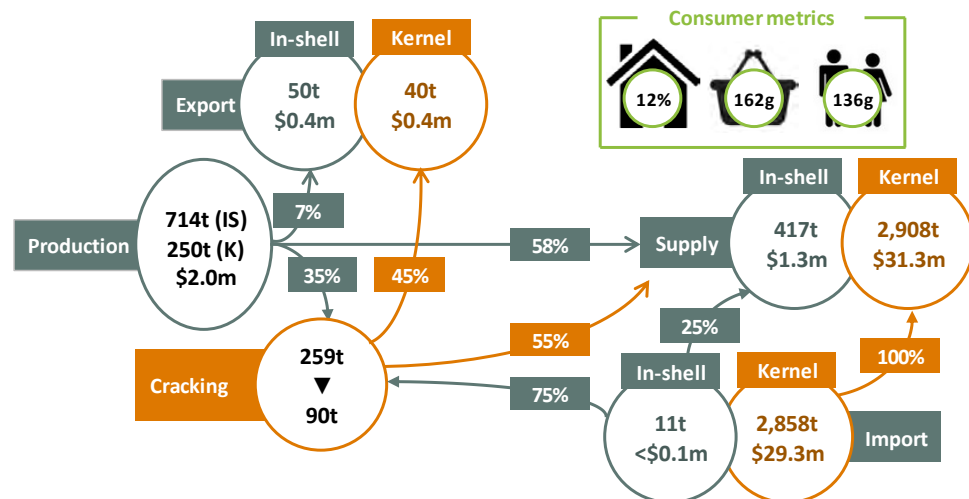 Consumer metrics
12%
162g
136g
In-shell
Kernel
Export
50t
$0.4m
40t
$0.4m
Production
714t (IS)
250t (K)
$2.0m
7%
35%
45%
58%
Supply
In-shell
Kernel
417t
$1.3m
2,908t
$31.3m
Cracking
259t
▼
90t
55%
75%
25%
100%
In-shell
Kernel
11t
<$0.1m
2,858t
$29.3m
Import